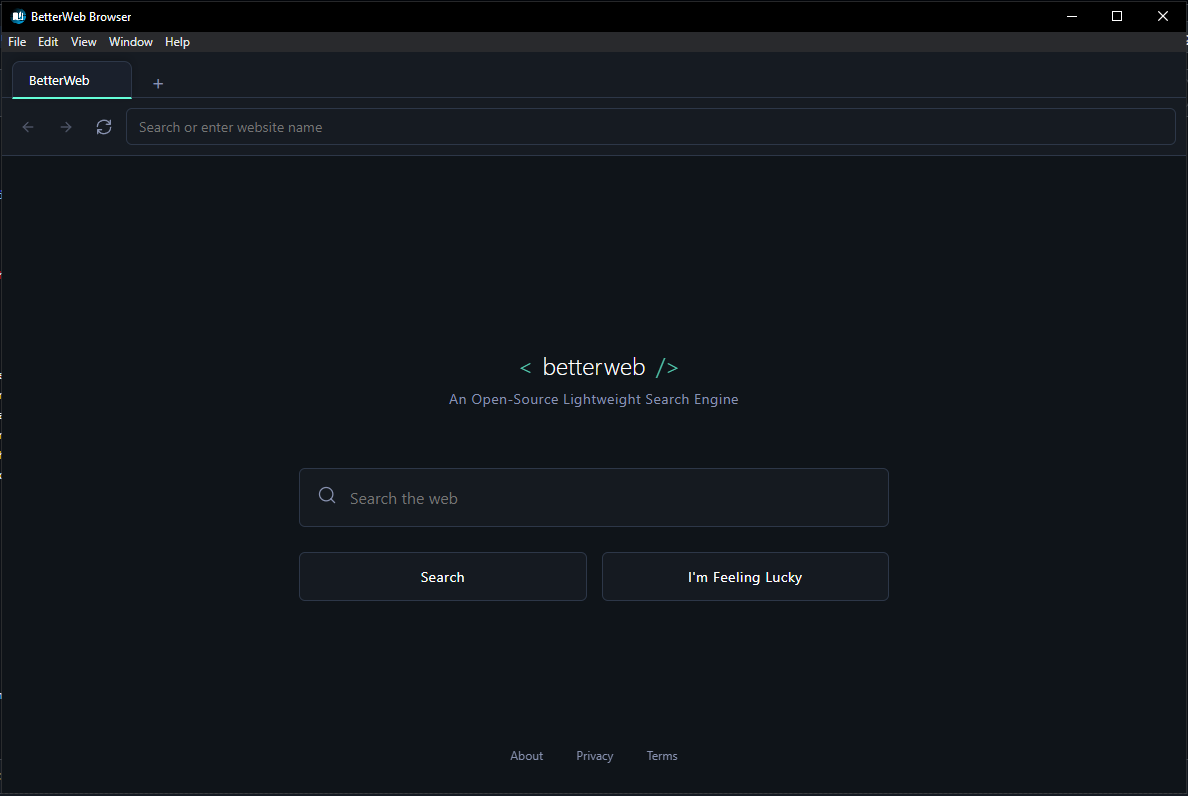 BetterWeb Browser
File Edit View Window Help
BetterWeb +
Search or enter website name
< betterweb />
An Open-Source Lightweight Search Engine
Search the web
Search I'm Feeling Lucky
About Privacy Terms